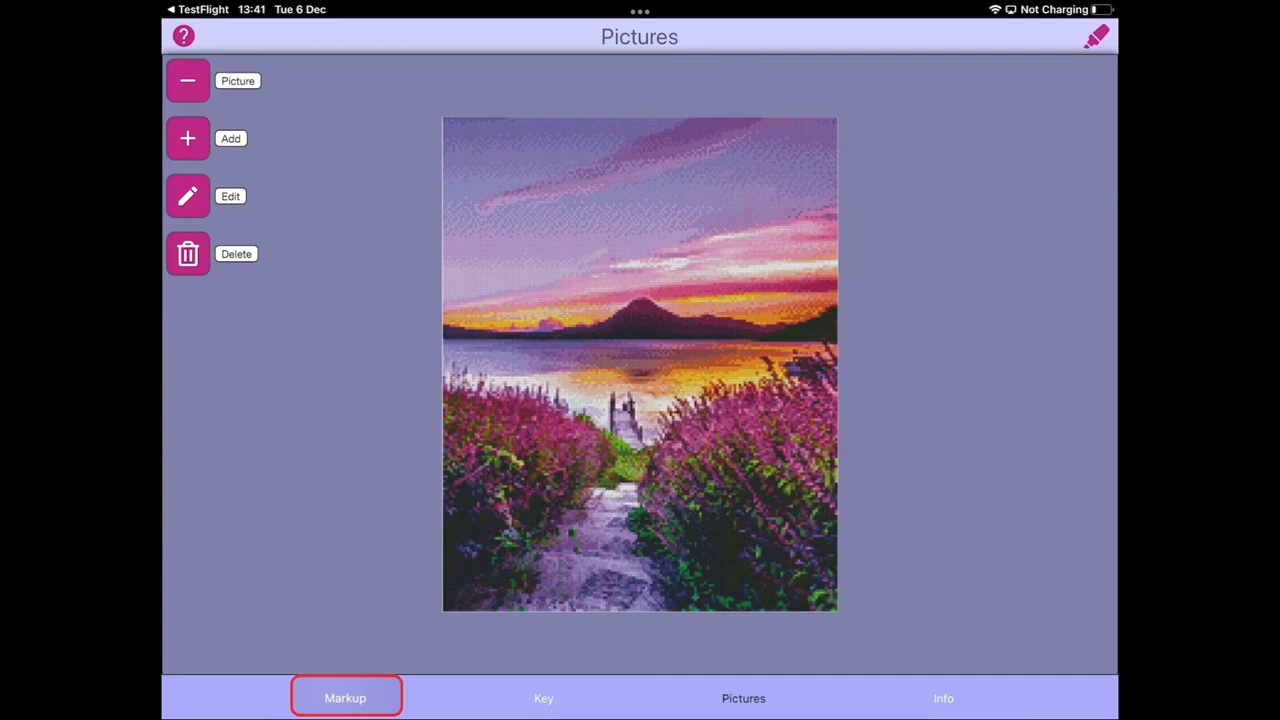 TestFlight 13:41 Tue 6 Dec Not Charging
? Pictures
Picture
Add
Edit
Delete
Markup Key Pictures Info